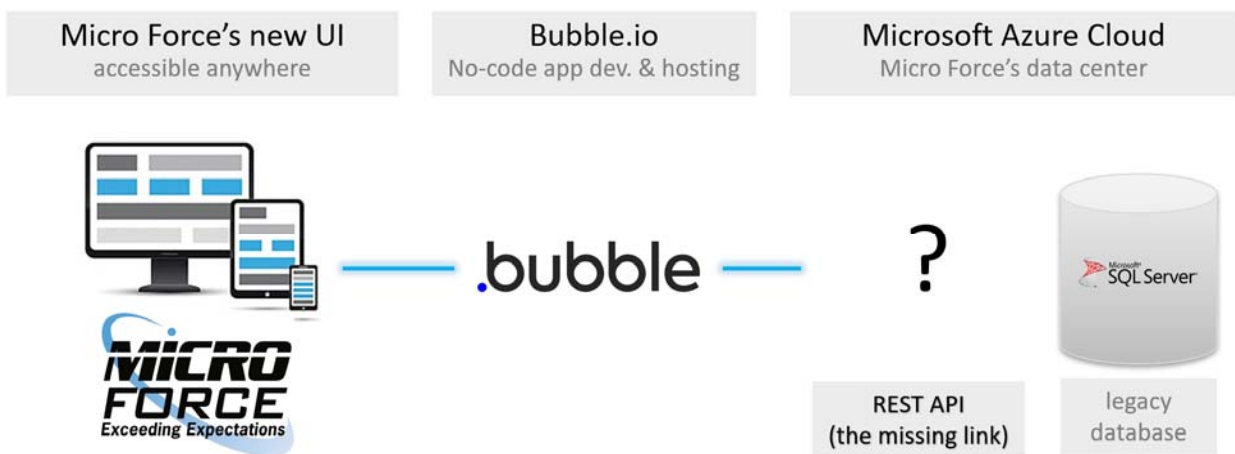 Micro Force's new UI
accessible anywhere
Bubble.io
No-code app dev. & hosting
Microsoft Azure Cloud
Micro Force's data center
MiCRO
FORCE
Exceeding Expectations
.bubble
?
Microsoft
SQL Server
REST API
(the missing link)
legacy
database